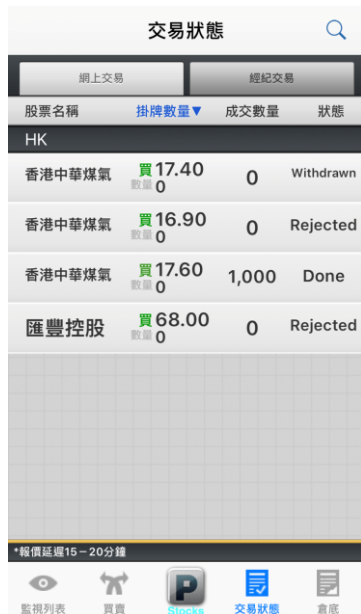 交易狀態
網上交易 經紀交易
股票名稱 掛牌數量▼ 成交數量 狀態
HK
香港中華煤氣 買17.40 數量0 0 Withdrawn
香港中華煤氣 買16.90 數量0 0 Rejected
香港中華煤氣 買17.60 數量0 1,000 Done
匯豐控股 買68.00 數量0 0 Rejected
*報價延遲15－20分鐘
P
監視列表 買賣 Stocks 交易狀態 倉底